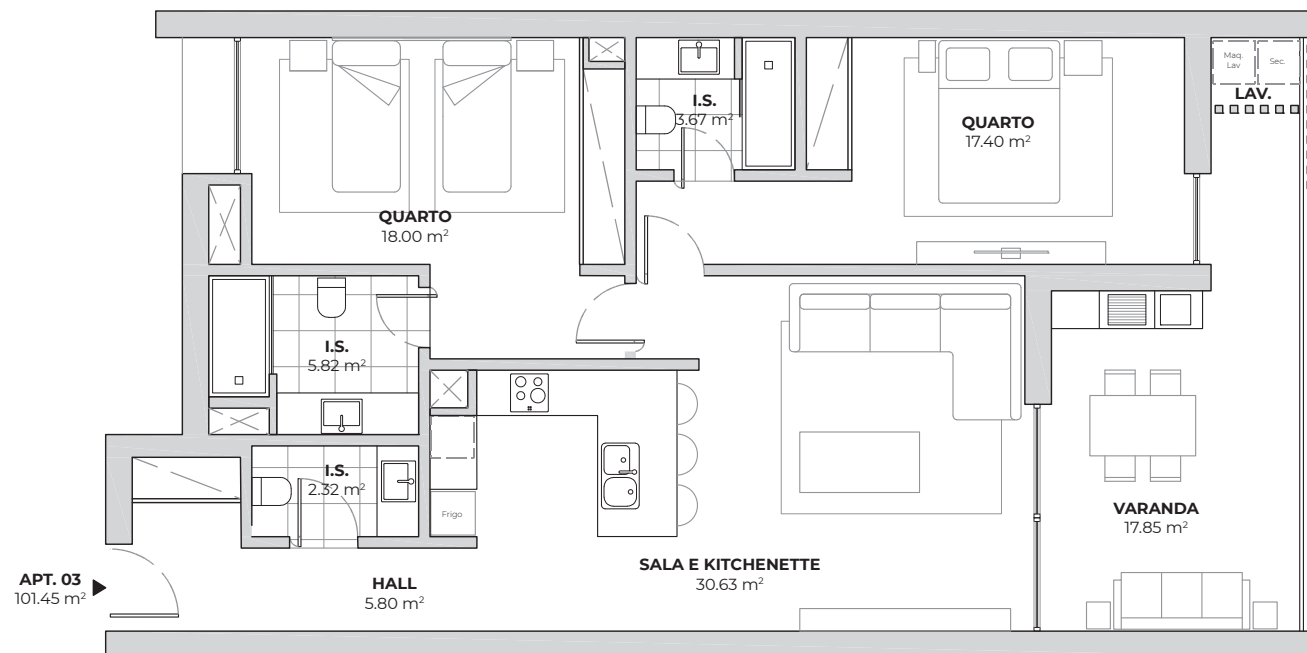 Maq.
Lav
Sec.
LAV.
I.S.
3.67 m²
QUARTO
17.40 m²
QUARTO
18.00 m²
I.S.
5.82 m²
I.S.
2.32 m²
Frigo
VARANDA
17.85 m²
SALA E KITCHENETTE
30.63 m²
APT. 03
101.45 m²
HALL
5.80 m²